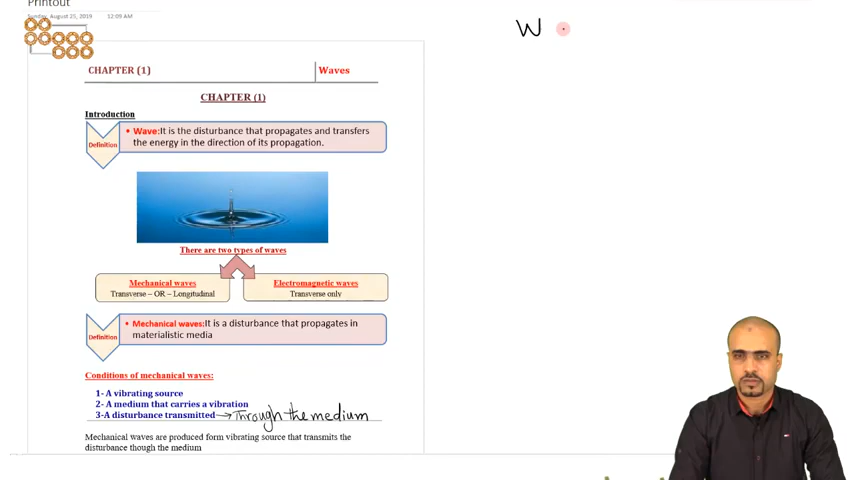 Printout
Sunday, August 25, 2019 12:09 AM
W
CHAPTER (1) Waves
CHAPTER (1)
Introduction
Definition
• Wave:It is the disturbance that propagates and transfers
the energy in the direction of its propagation.
There are two types of waves
Mechanical waves
Transverse – OR – Longitudinal
Electromagnetic waves
Transverse only
Definition
• Mechanical waves:It is a disturbance that propagates in
materialistic media
Conditions of mechanical waves:
1- A vibrating source
2- A medium that carries a vibration
3-A disturbance transmitted → Through the medium
Mechanical waves are produced form vibrating source that transmits the
disturbance though the medium